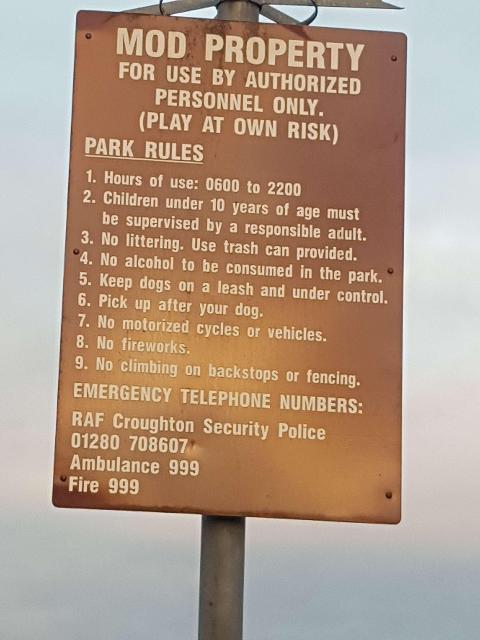 MOD PROPERTY
FOR USE BY AUTHORIZED
PERSONNEL ONLY.
(PLAY AT OWN RISK)
PARK RULES
1. Hours of use: 0600 to 2200
2. Children under 10 years of age must
be supervised by a responsible adult.
3. No littering. Use trash can provided.
4. No alcohol to be consumed in the park.
5. Keep dogs on a leash and under control.
6. Pick up after your dog.
7. No motorized cycles or vehicles.
8. No fireworks.
9. No climbing on backstops or fencing.
EMERGENCY TELEPHONE NUMBERS:
RAF Croughton Security Police
01280 708607
Ambulance 999
Fire 999